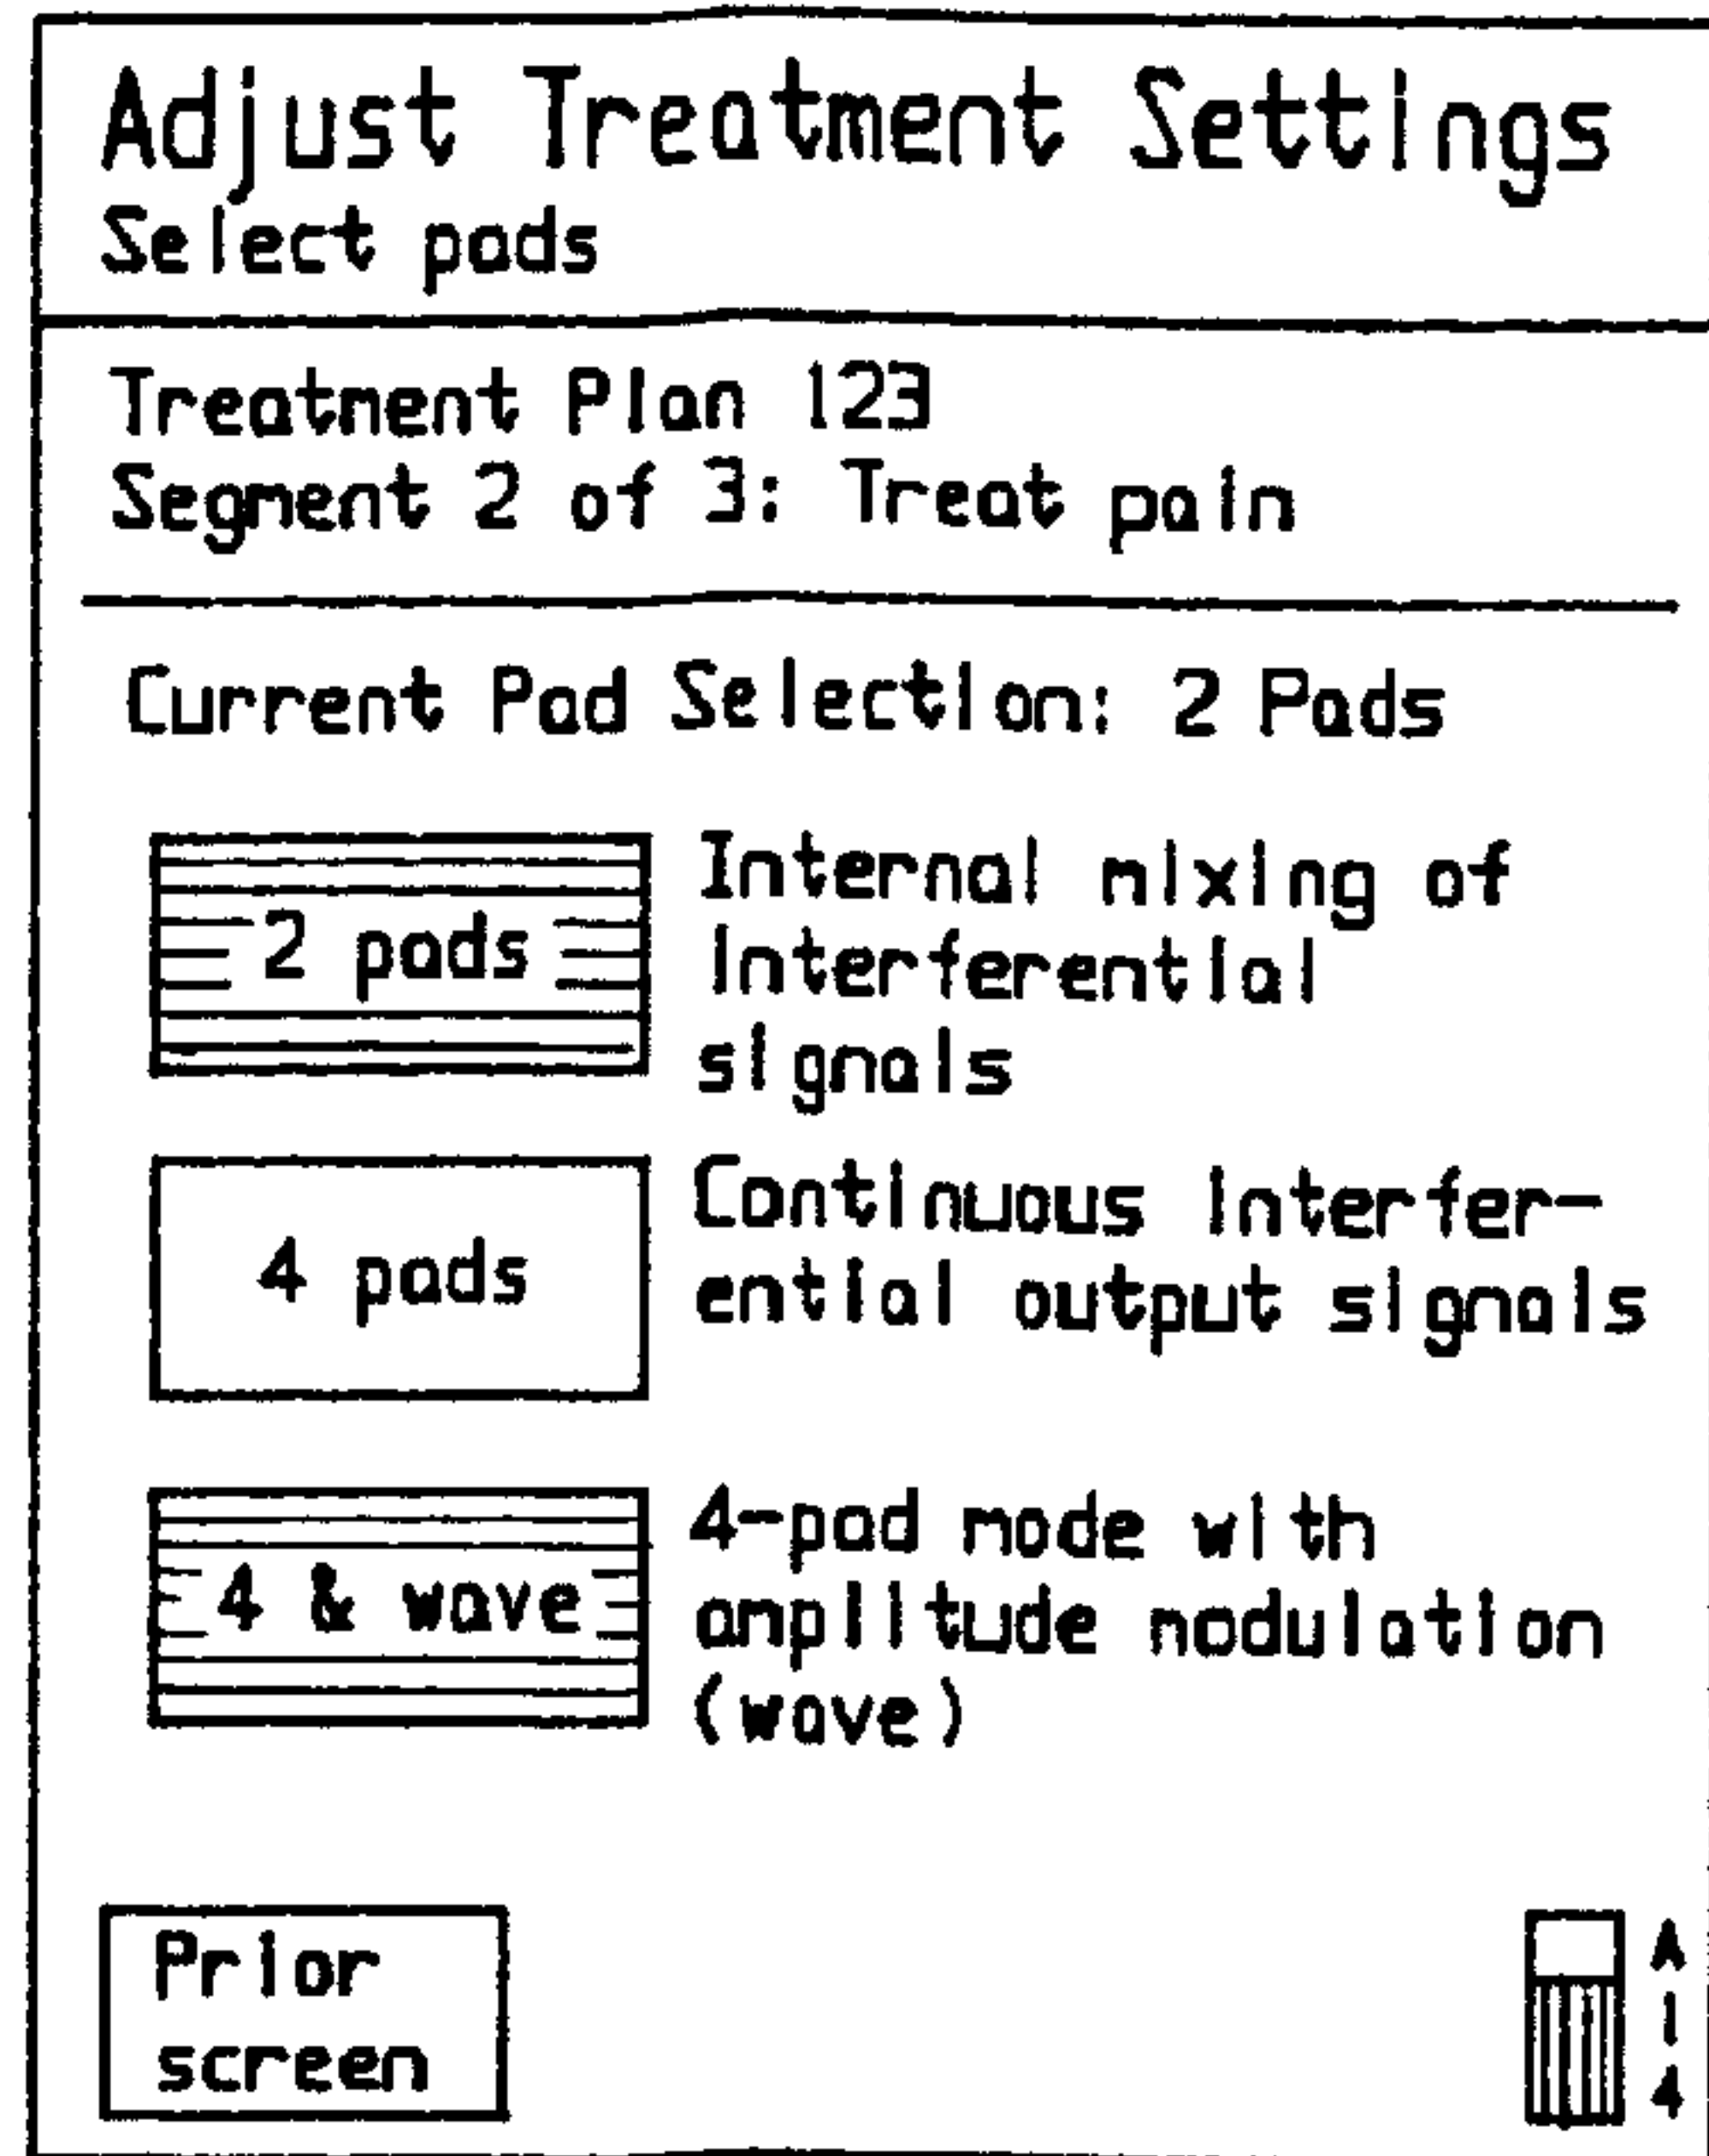 Adjust Treatment Settings
Select pads
Treatment Plan 123
Segment 2 of 3: Treat pain
Current Pad Selection: 2 Pads
2 pads
Internal mixing of
interferential
signals
4 pads
Continuous interfer-
ential output signals
4 & wave
4-pad mode with
amplitude modulation
(wave)
Prior
screen
A
1
4